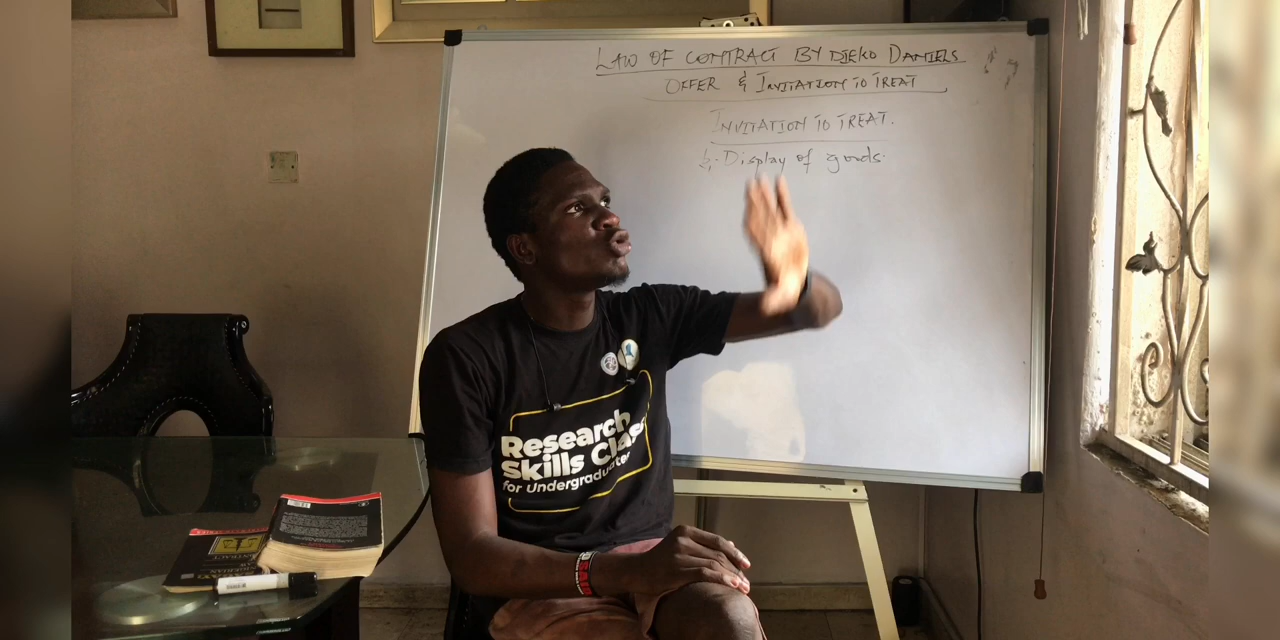 LAW OF CONTRACT BY DJEKO DANIELS
OFFER & INVITATION TO TREAT
INVITATION TO TREAT.
Display of goods.
Research
Skills Class
for Undergraduates
CONTRACT